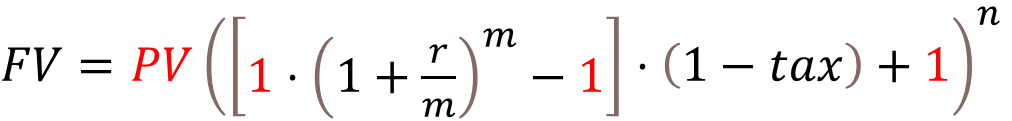 FV = PV([1 · (1 + r/m)^m − 1] · (1 − tax) + 1)^n